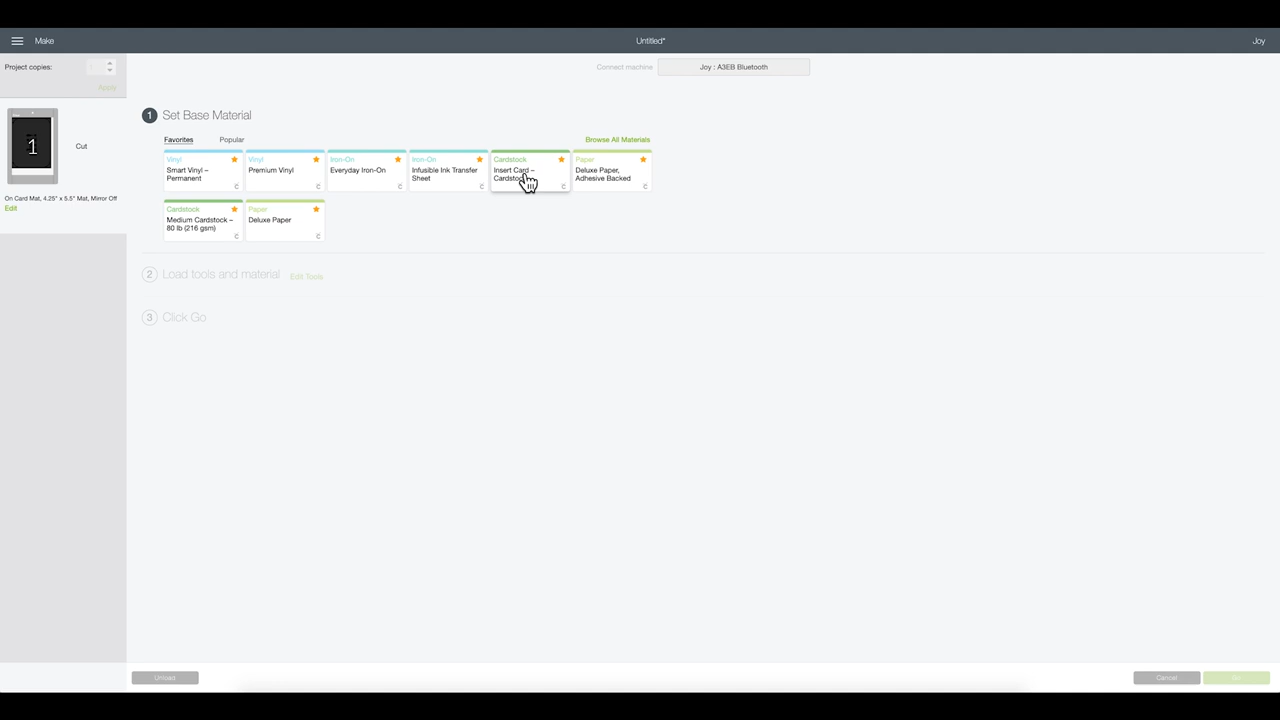 Make
Untitled*
Joy
Project copies:
Apply
Connect machine
Joy : A3EB Bluetooth
1
Cut
On Card Mat, 4.25" x 5.5" Mat, Mirror Off
Edit
1 Set Base Material
Favorites
Popular
Browse All Materials
Vinyl
Smart Vinyl –
Permanent
Vinyl
Premium Vinyl
Iron-On
Everyday Iron-On
Iron-On
Infusible Ink Transfer
Sheet
Cardstock
Insert Card –
Paper
Deluxe Paper,
Adhesive Backed
Cardstock
Medium Cardstock –
80 lb (216 gsm)
Paper
Deluxe Paper
2 Load tools and material
Edit Tools
3 Click Go
Unload
Cancel